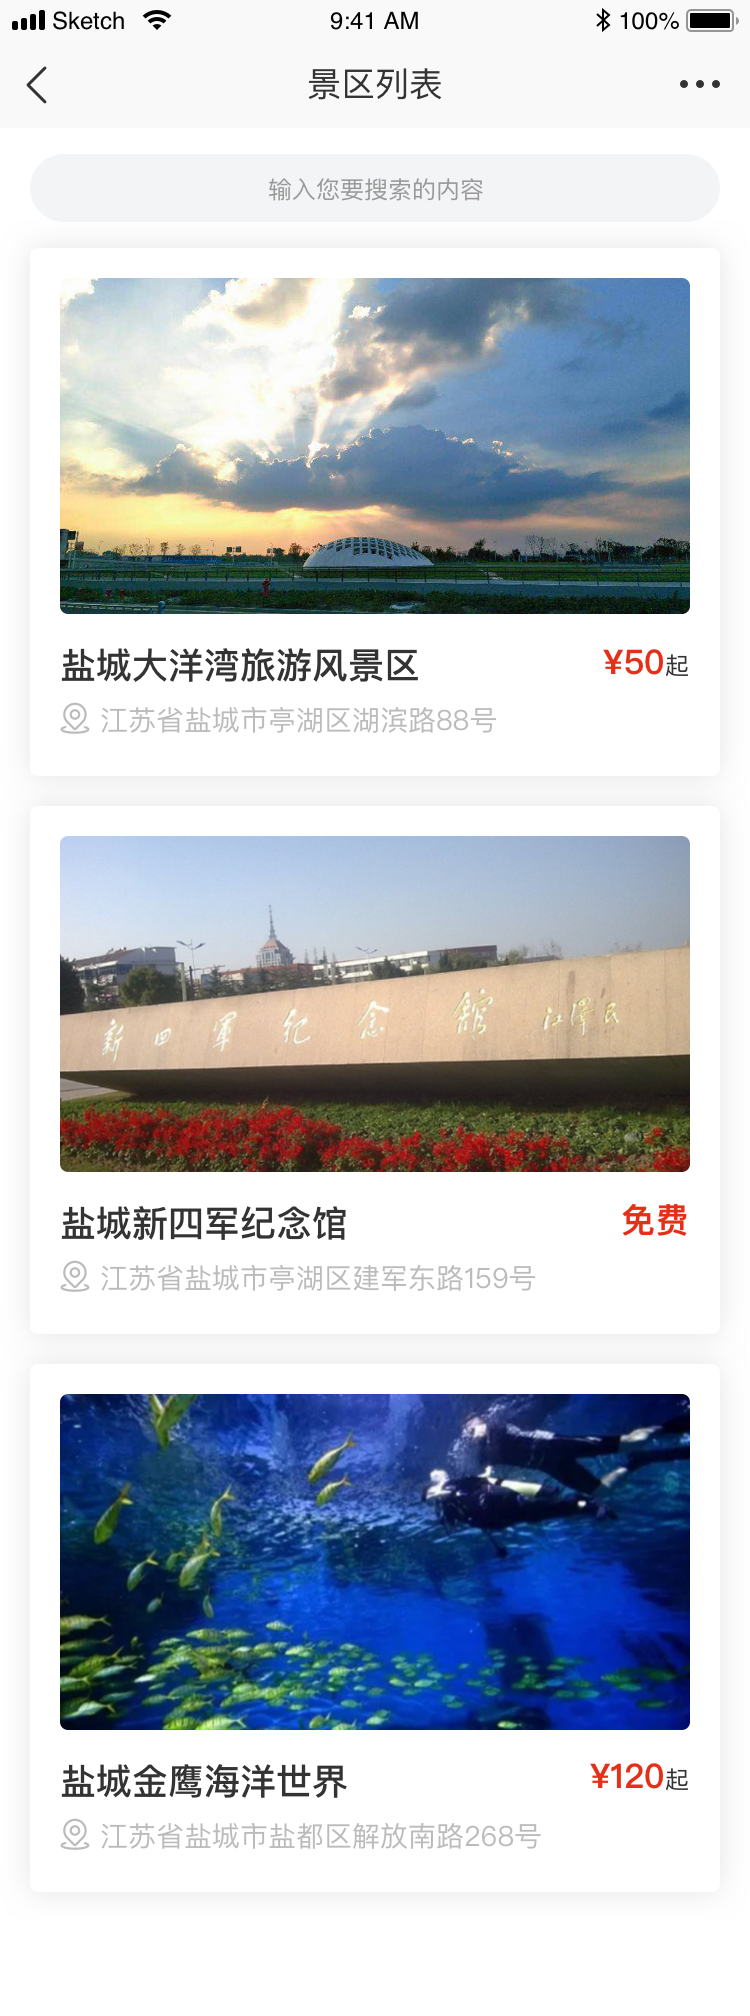 Sketch 9:41 AM 100%
景区列表
输入您要搜索的内容
盐城大洋湾旅游风景区 ¥50起
江苏省盐城市亭湖区湖滨路88号
新四軍紀念館 江澤民
盐城新四军纪念馆 免费
江苏省盐城市亭湖区建军东路159号
盐城金鹰海洋世界 ¥120起
江苏省盐城市盐都区解放南路268号